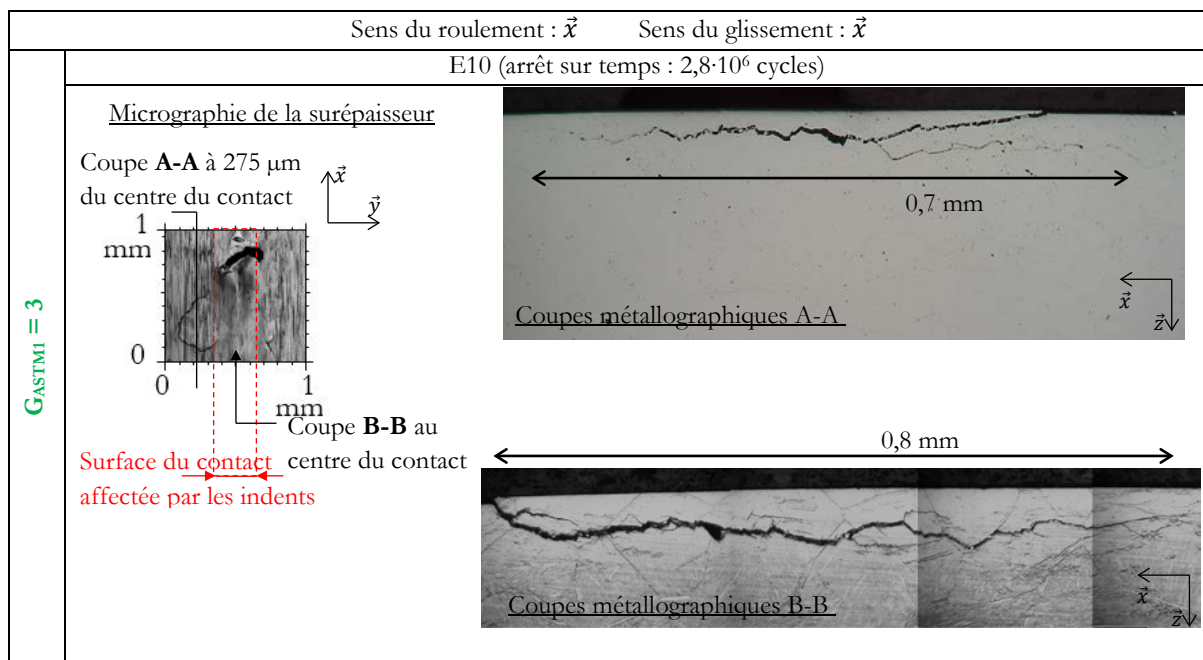 Sens du roulement : x⃗ Sens du glissement : x⃗
E10 (arrêt sur temps : 2,8·10⁶ cycles)
G_ASTM1 = 3
Micrographie de la surépaisseur
Coupe A-A à 275 µm
du centre du contact
x⃗
y⃗
1
mm
0
0
1
mm
Coupe B-B au
centre du contact
Surface du contact
affectée par les indents
0,7 mm
x⃗
z⃗
Coupes métallographiques A-A
0,8 mm
x⃗
z⃗
Coupes métallographiques B-B